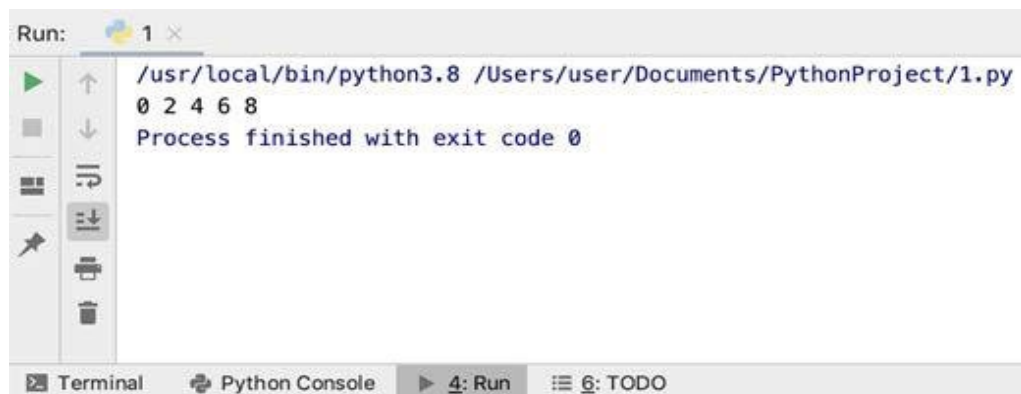 Run: 1
/usr/local/bin/python3.8 /Users/user/Documents/PythonProject/1.py
0 2 4 6 8
Process finished with exit code 0
Terminal Python Console 4: Run 6: TODO